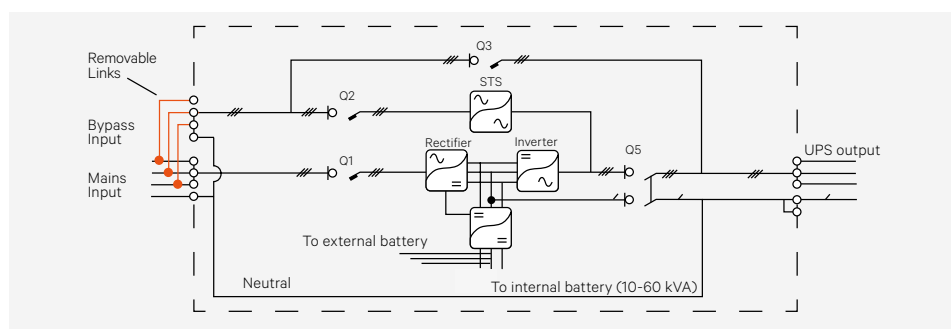 Removable
Links
Q3
STS
Q2
Bypass
Input
Rectifier
Inverter
Q1
Q5
UPS output
Mains
Input
To external battery
Neutral
To internal battery (10-60 kVA)